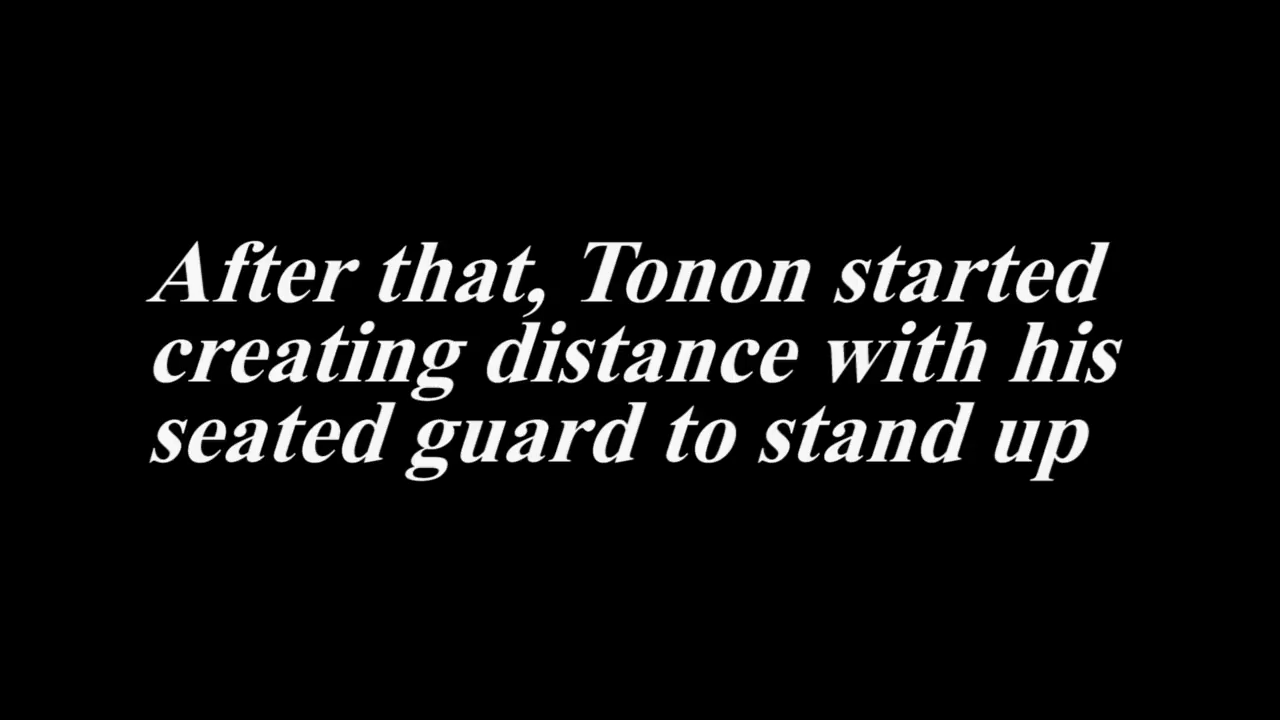 After that, Tonon started
creating distance with his
seated guard to stand up